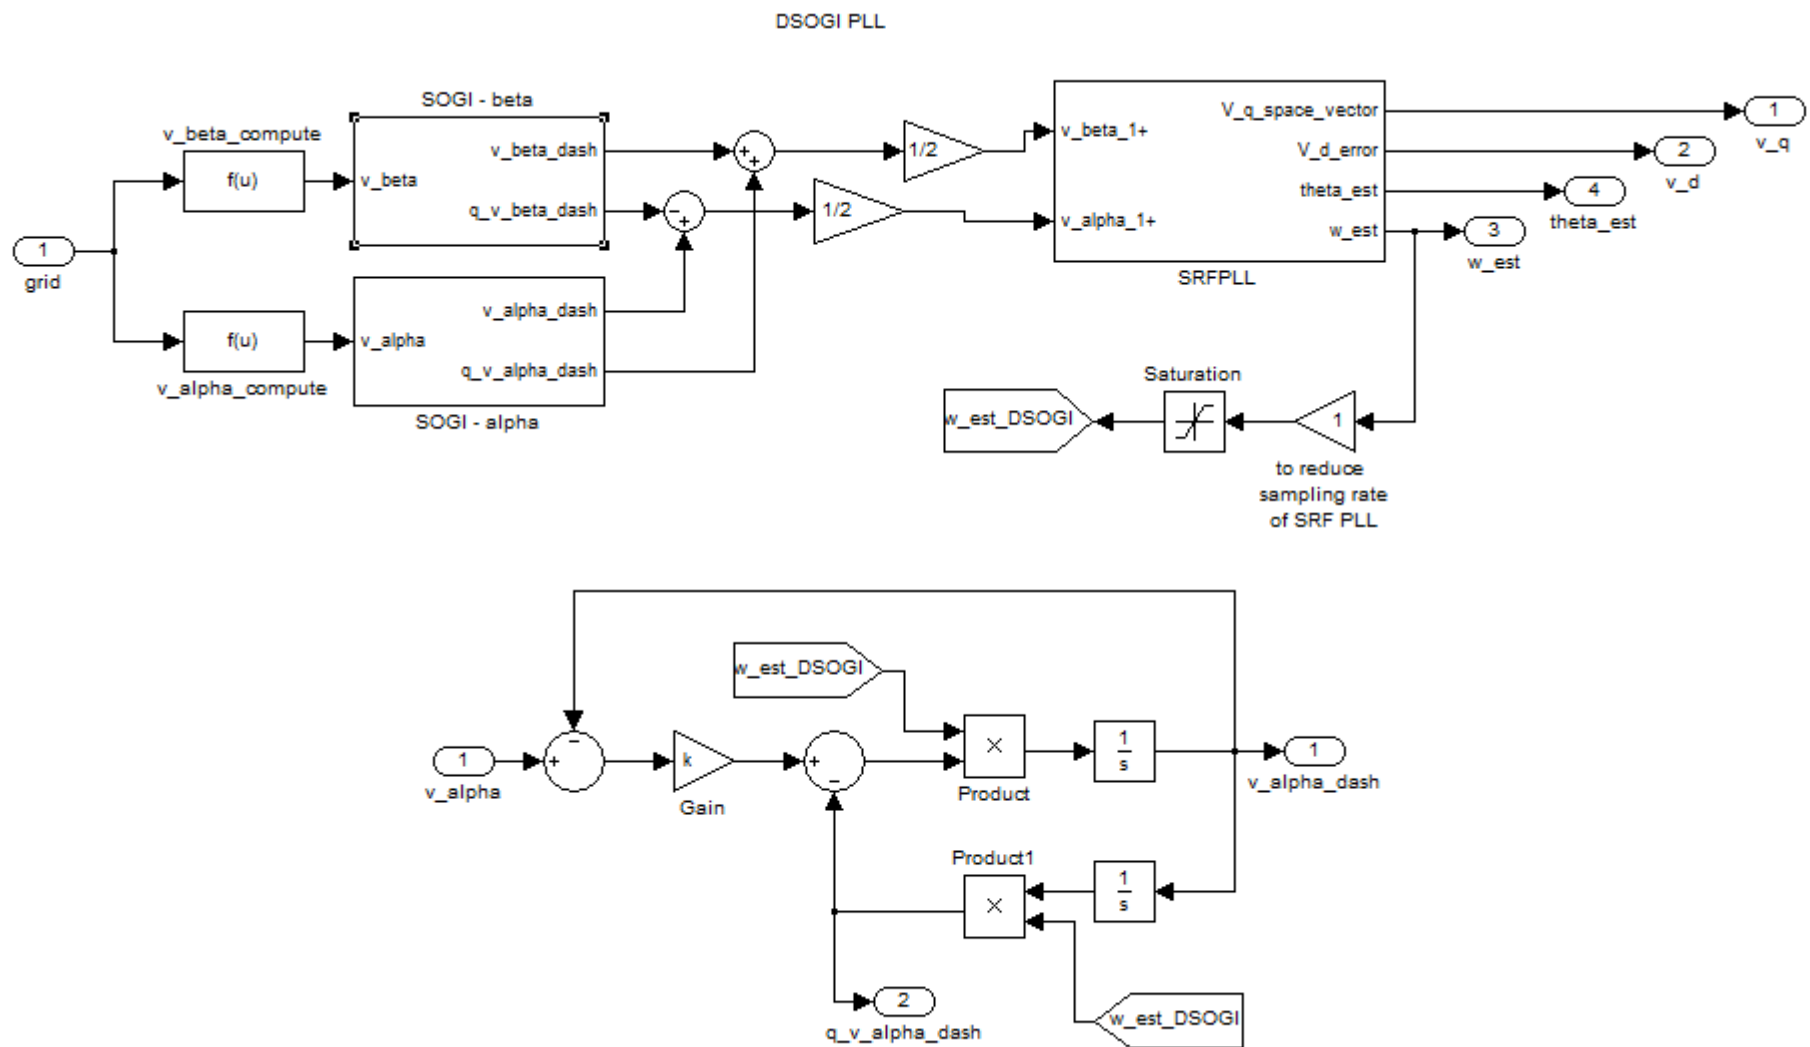 DSOGI PLL
SOGI - beta
v_beta_compute
f(u)
v_beta
v_beta_dash
q_v_beta_dash
1
grid
f(u)
v_alpha_compute
v_alpha
v_alpha_dash
q_v_alpha_dash
SOGI - alpha
+
+
-
+
1/2
1/2
v_beta_1+
v_alpha_1+
V_q_space_vector
V_d_error
theta_est
w_est
SRFPLL
1
v_q
2
v_d
4
theta_est
3
w_est
Saturation
w_est_DSOGI
1
to reduce
sampling rate
of SRF PLL
w_est_DSOGI
1
v_alpha
-
+
k
Gain
+
-
×
Product
1
s
1
v_alpha_dash
Product1
×
1
s
2
q_v_alpha_dash
w_est_DSOGI